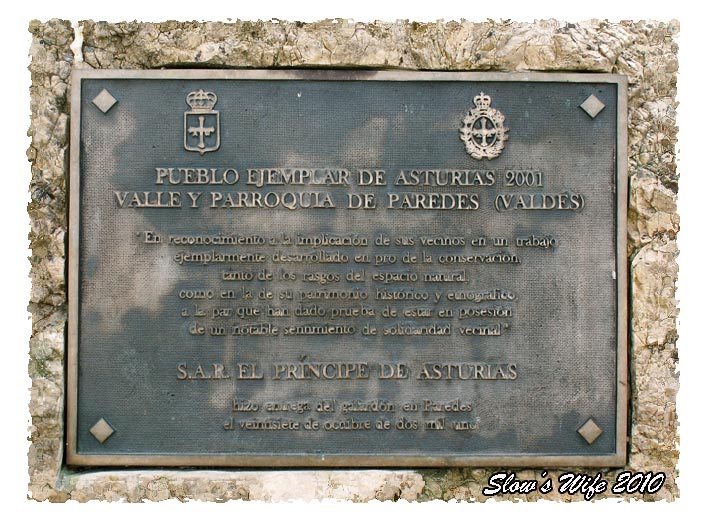 PUEBLO EJEMPLAR DE ASTURIAS 2001
VALLE Y PARROQUIA DE PAREDES (VALDÉS)
"En reconocimiento a la implicación de sus vecinos en un trabajo
ejemplarmente desarrollado en pro de la conservación,
tanto de los rasgos del espacio natural,
como en la de su patrimonio histórico y etnográfico,
a la par que han dado prueba de estar en posesión
de un notable sentimiento de solidaridad vecinal"
S.A.R. EL PRÍNCIPE DE ASTURIAS
hizo entrega del galardón en Paredes
el veintisiete de octubre de dos mil uno
Slow's Wife 2010